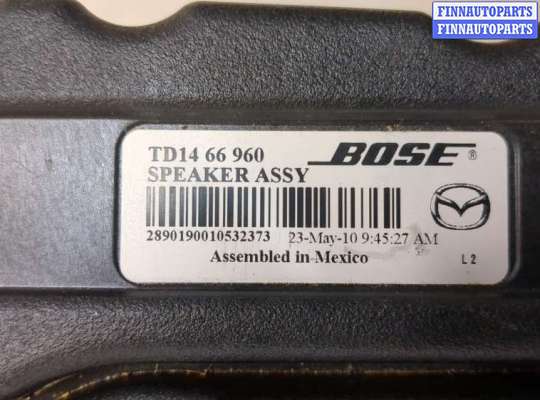 FINNAUTOPARTS
FINNAUTOPARTS
TD14 66 960 BOSE ®
SPEAKER ASSY
2890190010532373 23-May-10 9:45:27 AM
Assembled in Mexico L 2